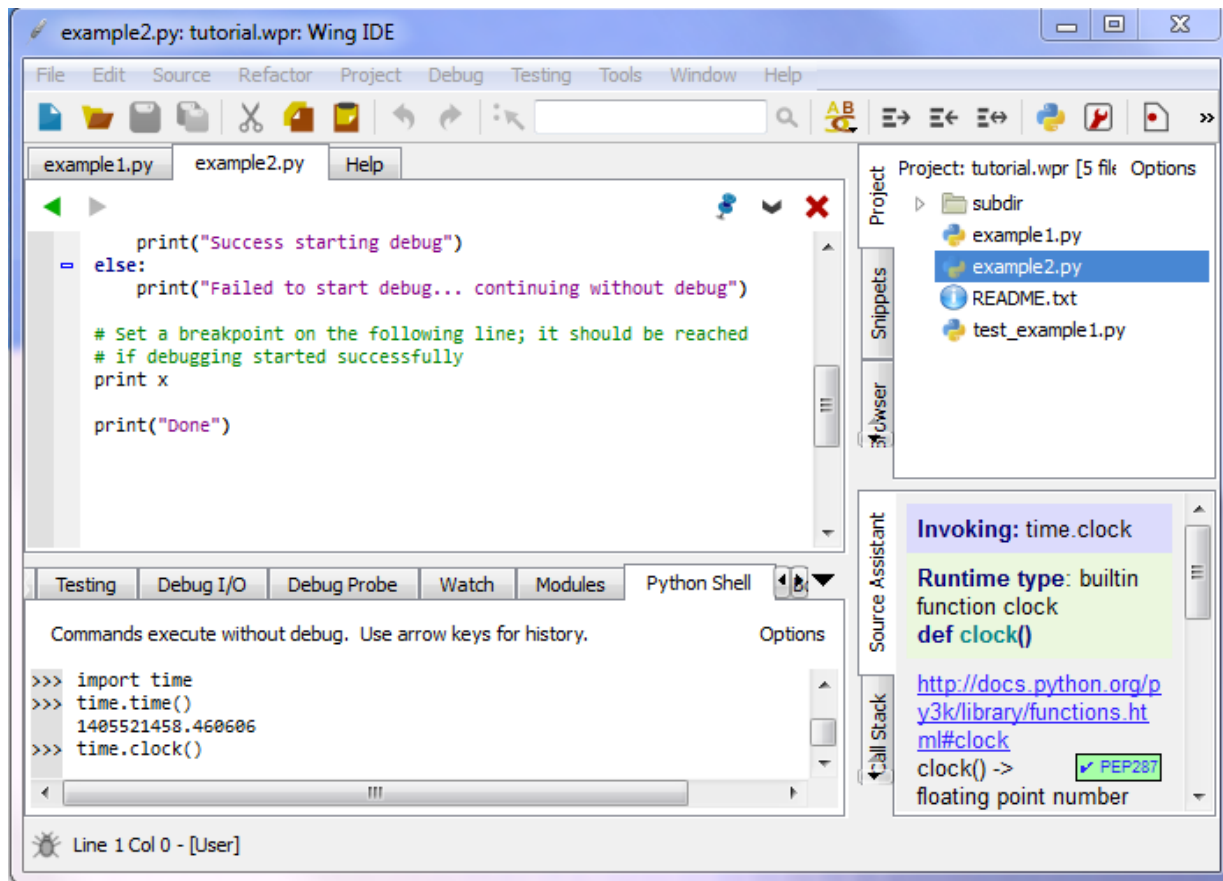 example2.py: tutorial.wpr: Wing IDE
File Edit Source Refactor Project Debug Testing Tools Window Help
example1.py example2.py Help
print("Success starting debug")
else:
print("Failed to start debug... continuing without debug")
# Set a breakpoint on the following line; it should be reached
# if debugging started successfully
print x
print("Done")
Testing Debug I/O Debug Probe Watch Modules Python Shell
Commands execute without debug. Use arrow keys for history. Options
>>> import time
>>> time.time()
1405521458.460606
>>> time.clock()
Project
Snippets
Project: tutorial.wpr [5 file Options
subdir
example1.py
example2.py
README.txt
test_example1.py
Source Assistant
Call Stack
Invoking: time.clock
Runtime type: builtin
function clock
def clock()
http://docs.python.org/p
y3k/library/functions.ht
ml#clock
clock() -> ✔ PEP287
floating point number
Line 1 Col 0 - [User]